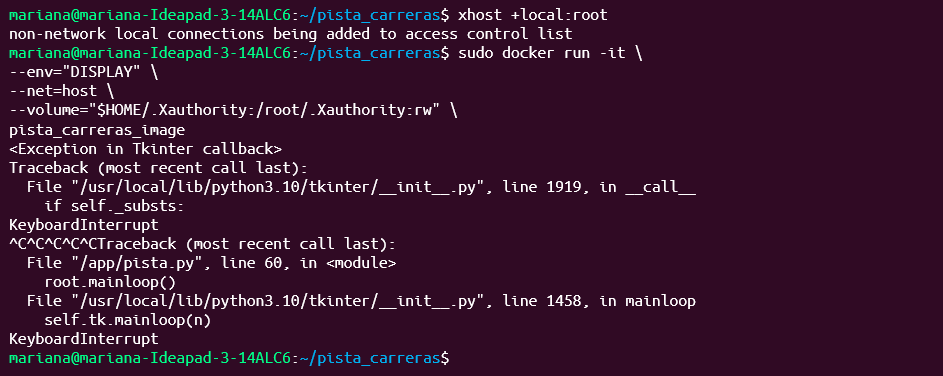 mariana@mariana-Ideapad-3-14ALC6:~/pista_carreras$ xhost +local:root
non-network local connections being added to access control list
mariana@mariana-Ideapad-3-14ALC6:~/pista_carreras$ sudo docker run -it \
--env="DISPLAY" \
--net=host \
--volume="$HOME/.Xauthority:/root/.Xauthority:rw" \
pista_carreras_image
<Exception in Tkinter callback>
Traceback (most recent call last):
  File "/usr/local/lib/python3.10/tkinter/__init__.py", line 1919, in __call__
    if self._substs:
KeyboardInterrupt
^C^C^C^C^CTraceback (most recent call last):
  File "/app/pista.py", line 60, in <module>
    root.mainloop()
  File "/usr/local/lib/python3.10/tkinter/__init__.py", line 1458, in mainloop
    self.tk.mainloop(n)
KeyboardInterrupt
mariana@mariana-Ideapad-3-14ALC6:~/pista_carreras$